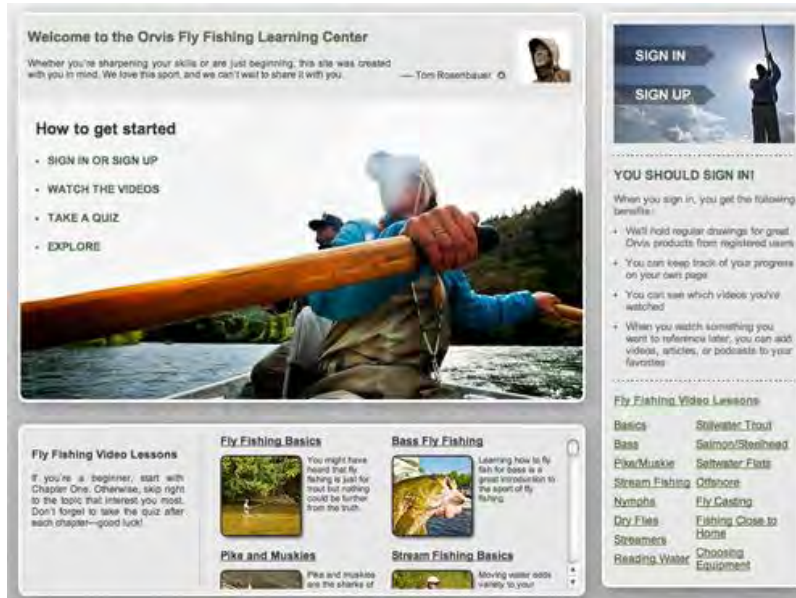 Welcome to the Orvis Fly Fishing Learning Center
Whether you're sharpening your skills or are just beginning, this site was created
with you in mind. We love this sport, and we can't wait to share it with you.
— Tom Rosenbauer
How to get started
• SIGN IN OR SIGN UP
• WATCH THE VIDEOS
• TAKE A QUIZ
• EXPLORE
Fly Fishing Video Lessons
If you're a beginner, start with
Chapter One. Otherwise, skip right
to the topic that interest you most.
Don't forget to take the quiz after
each chapter—good luck!
Fly Fishing Basics
You might have
heard that fly
fishing is just for
trout but nothing
could be further
from the truth.
Bass Fly Fishing
Learning how to fly
fish for bass is a
great introduction to
the sport of fly
fishing.
Pike and Muskies
Pike and muskies
are the sharks of
Stream Fishing Basics
Moving water adds
variety to your
SIGN IN
SIGN UP
YOU SHOULD SIGN IN!
When you sign in, you get the following
benefits:
• We'll hold regular drawings for great
Orvis products from registered users
• You can keep track of your progress
on your own page
• You can see which videos you've
watched
• When you watch something you
want to reference later, you can add
videos, articles, or podcasts to your
favorites
Fly Fishing Video Lessons
Basics
Bass
Pike/Muskie
Stream Fishing
Nymphs
Dry Flies
Streamers
Reading Water
Stillwater Trout
Salmon/Steelhead
Saltwater Flats
Offshore
Fly Casting
Fishing Close to
Home
Choosing
Equipment